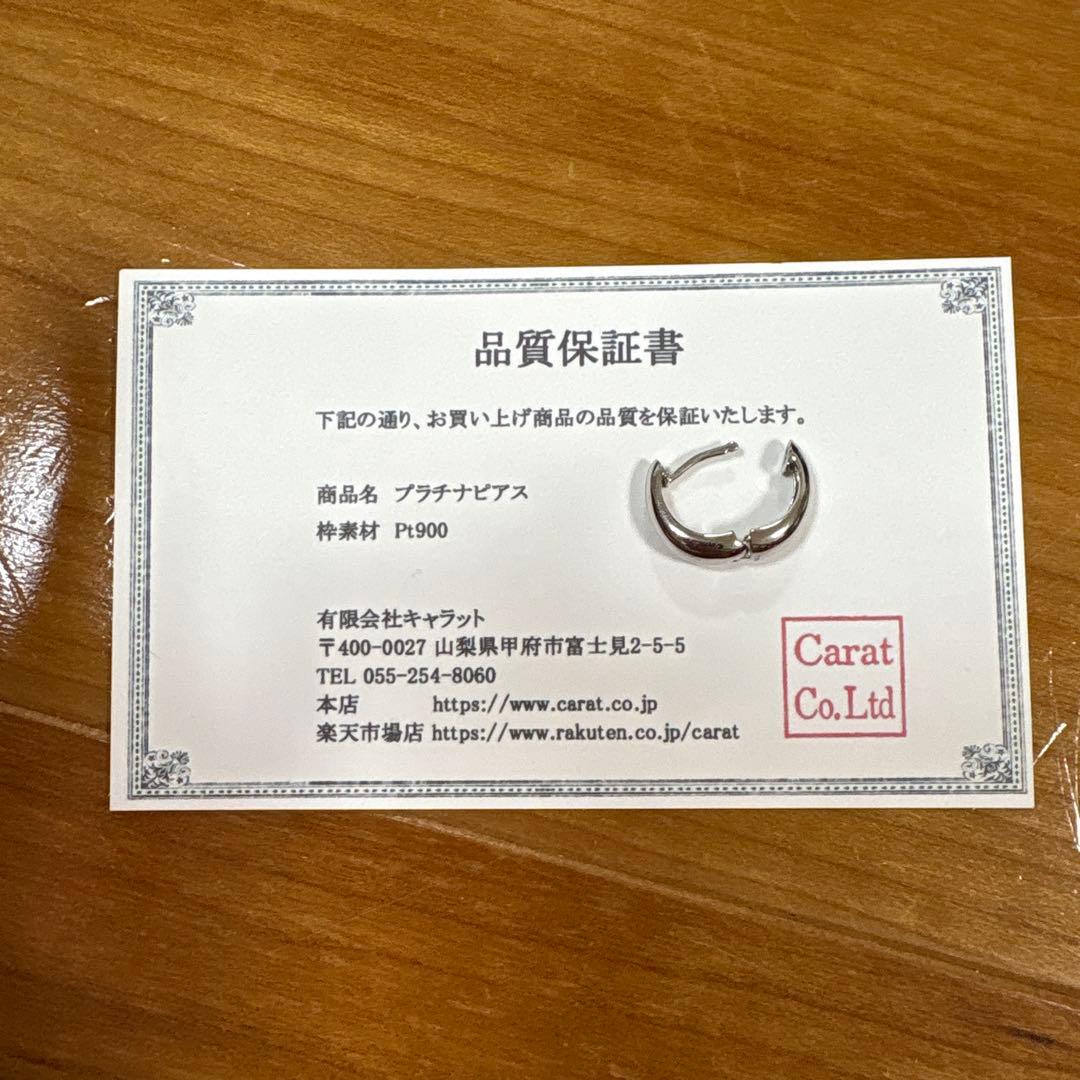 品質保証書
下記の通り、お買い上げ商品の品質を保証いたします。
商品名 プラチナピアス
枠素材 Pt900
有限会社キャラット
〒400-0027 山梨県甲府市富士見2-5-5
TEL 055-254-8060
本店 https://www.carat.co.jp
楽天市場店 https://www.rakuten.co.jp/carat
Carat
Co.Ltd